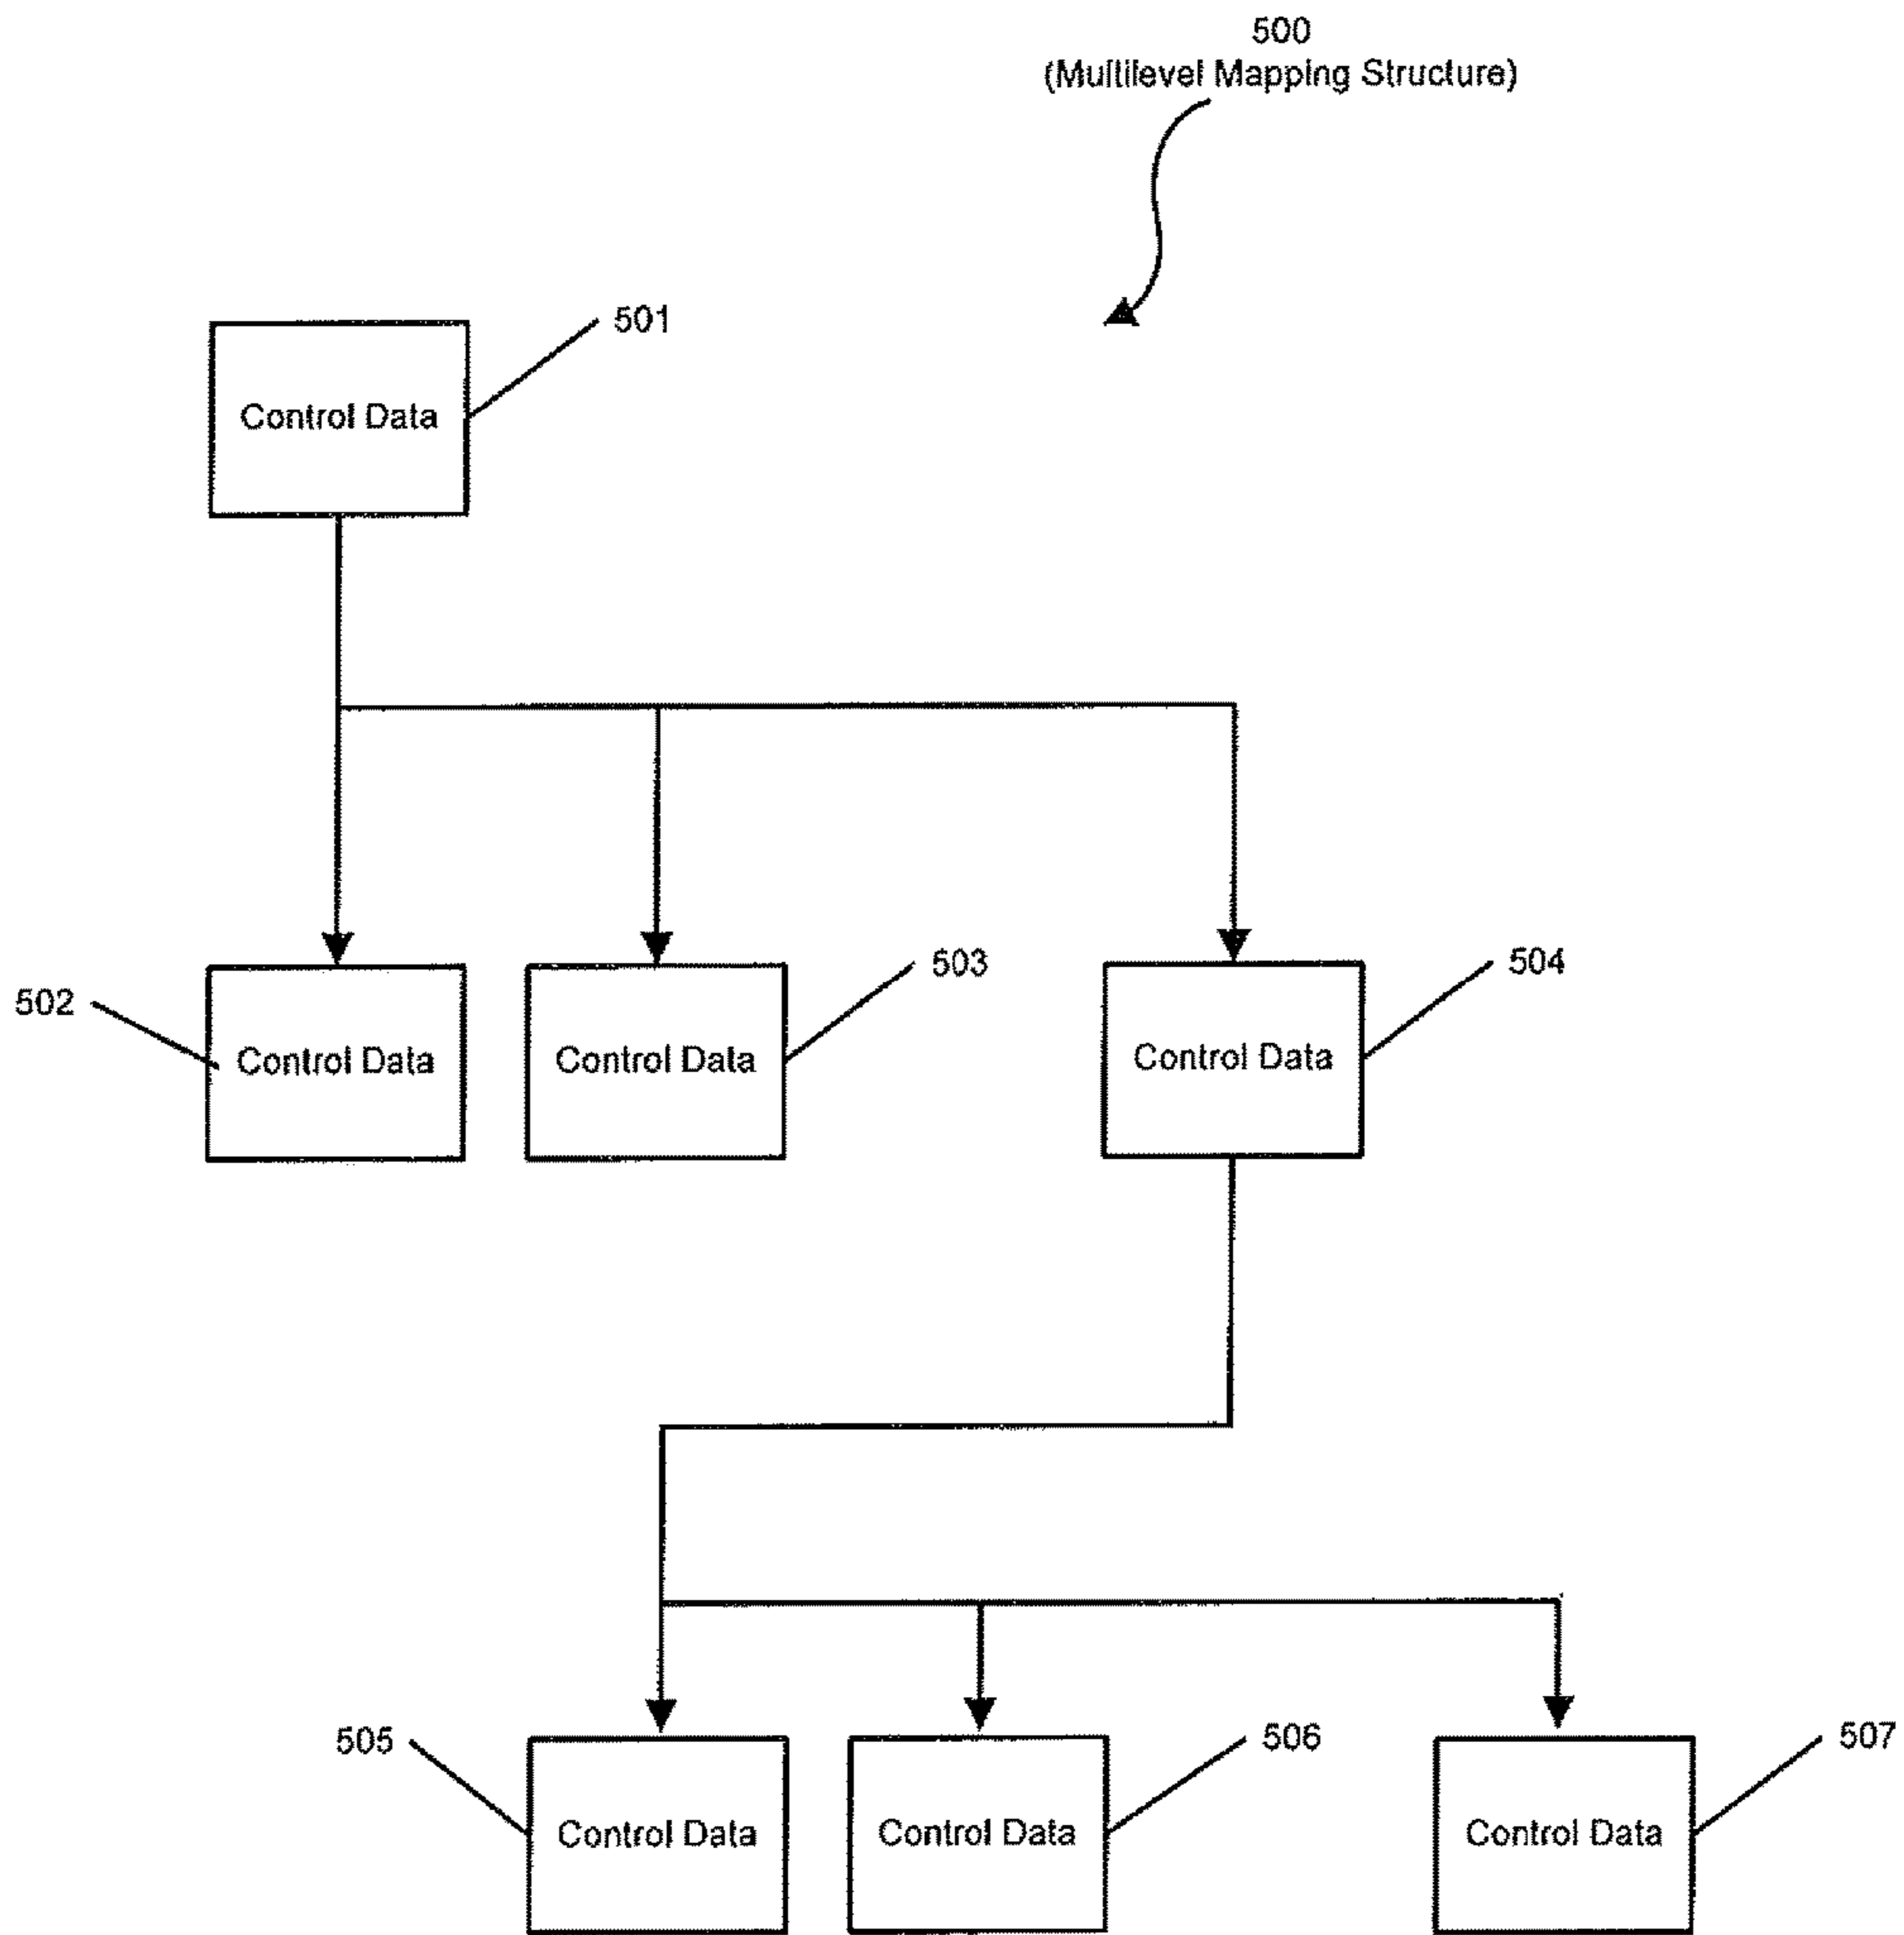 500
(Multilevel Mapping Structure)
501
Control Data
502
503
504
Control Data
Control Data
Control Data
505
506
507
Control Data
Control Data
Control Data